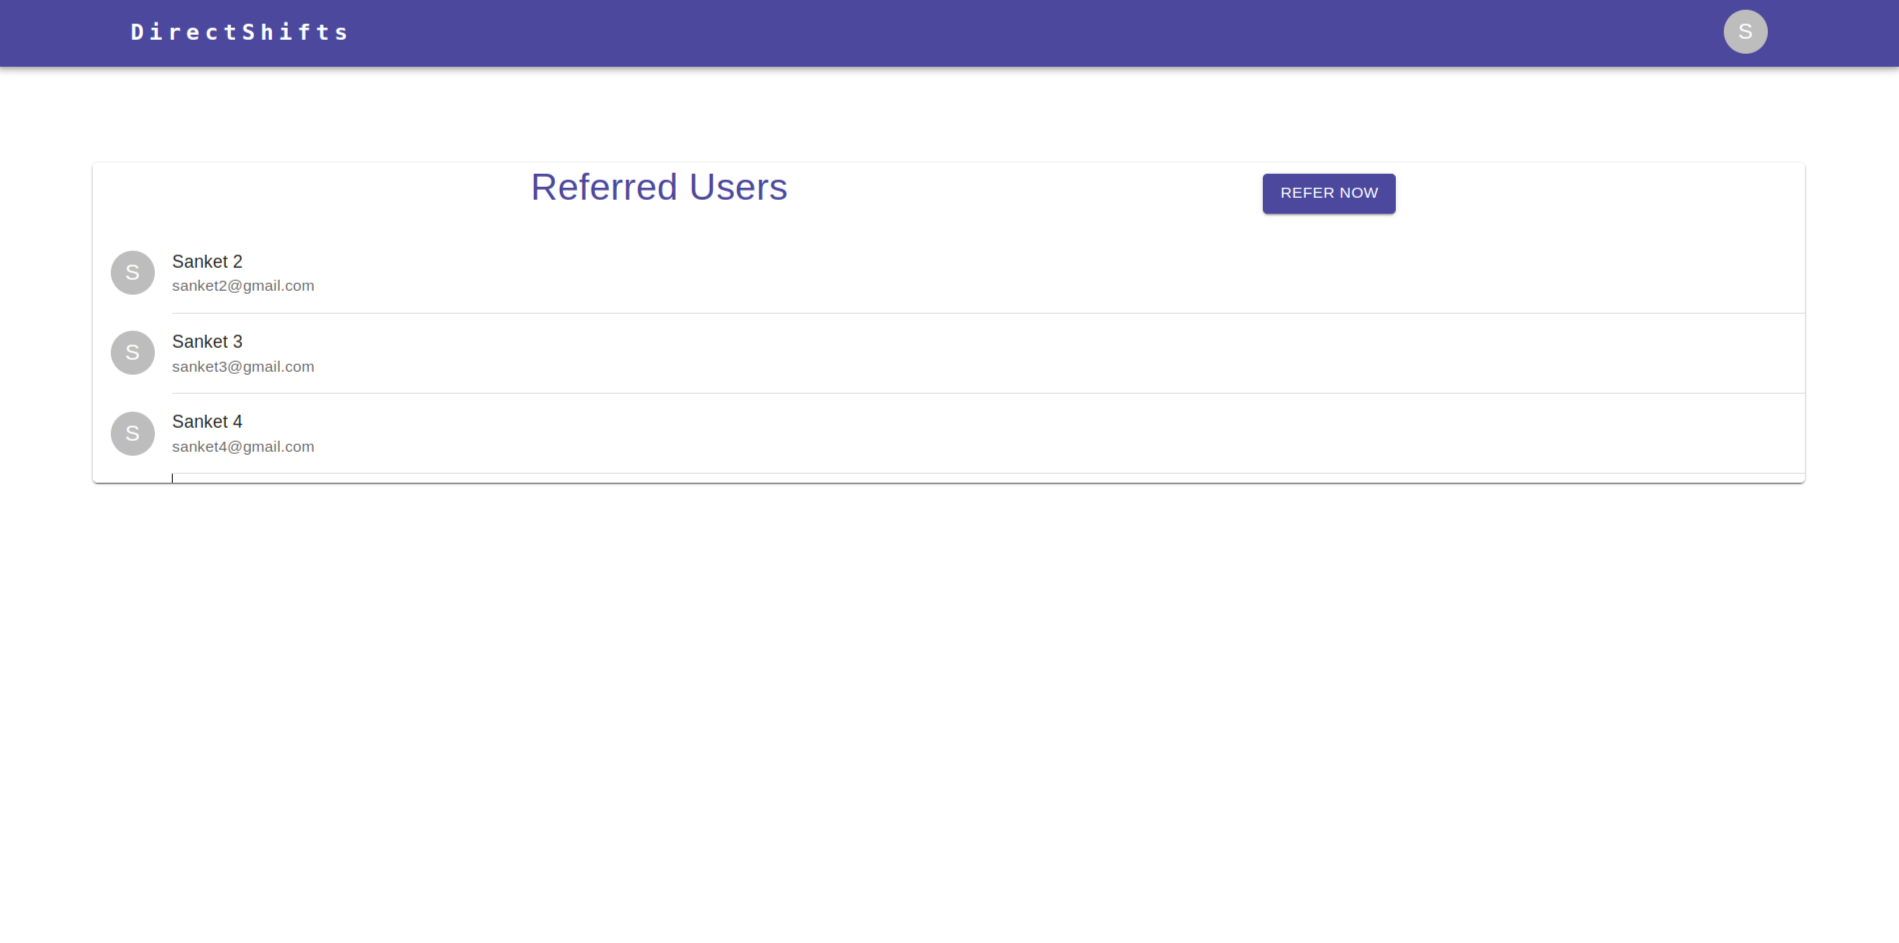 DirectShifts
S
Referred Users
REFER NOW
S
Sanket 2
sanket2@gmail.com
S
Sanket 3
sanket3@gmail.com
S
Sanket 4
sanket4@gmail.com